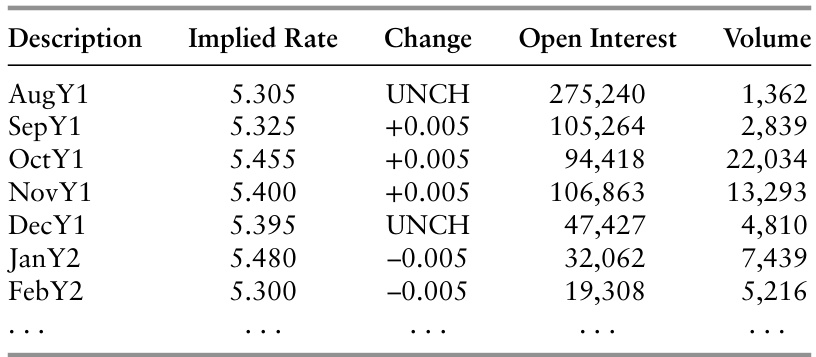 Description Implied Rate Change Open Interest Volume
AugY1 5.305 UNCH 275,240 1,362
SepY1 5.325 +0.005 105,264 2,839
OctY1 5.455 +0.005 94,418 22,034
NovY1 5.400 +0.005 106,863 13,293
DecY1 5.395 UNCH 47,427 4,810
JanY2 5.480 –0.005 32,062 7,439
FebY2 5.300 –0.005 19,308 5,216
. . . . . . . . . . . . . . .